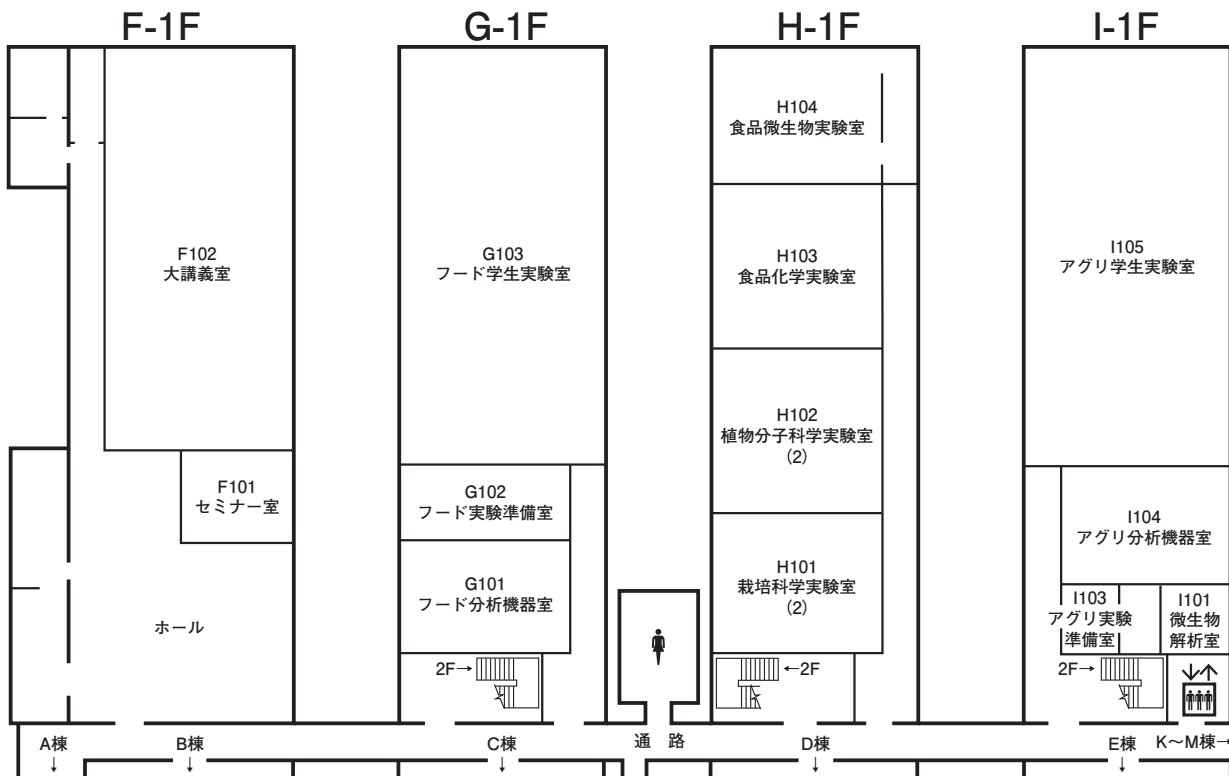 F-1F
G-1F
H-1F
I-1F
F102
大講義室
F101
セミナー室
ホール
G103
フード学生実験室
G102
フード実験準備室
G101
フード分析機器室
2F→
H104
食品微生物実験室
H103
食品化学実験室
H102
植物分子科学実験室
(2)
H101
栽培科学実験室
(2)
←2F
I105
アグリ学生実験室
I104
アグリ分析機器室
I103
アグリ実験
準備室
I101
微生物
解析室
2F→
A棟
↓
B棟
↓
C棟
↓
通路
D棟
↓
E棟
↓
K～M棟→